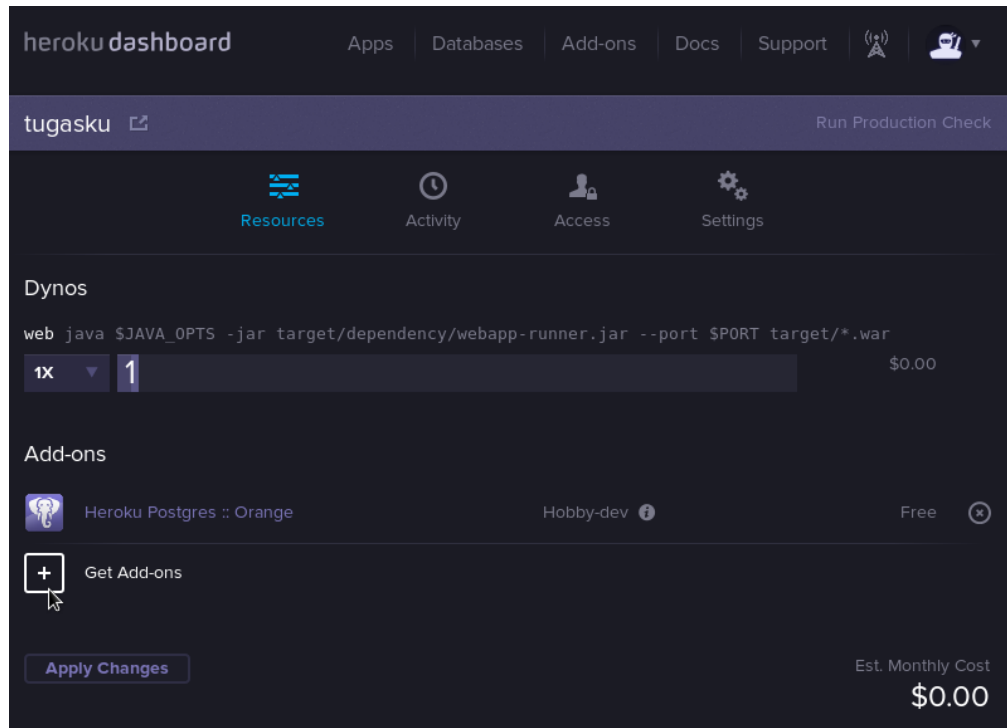 heroku dashboard Apps Databases Add-ons Docs Support
tugasku Run Production Check
Resources Activity Access Settings
Dynos
web java $JAVA_OPTS -jar target/dependency/webapp-runner.jar --port $PORT target/*.war
1X 1 $0.00
Add-ons
Heroku Postgres :: Orange Hobby-dev Free
Get Add-ons
Apply Changes Est. Monthly Cost
$0.00